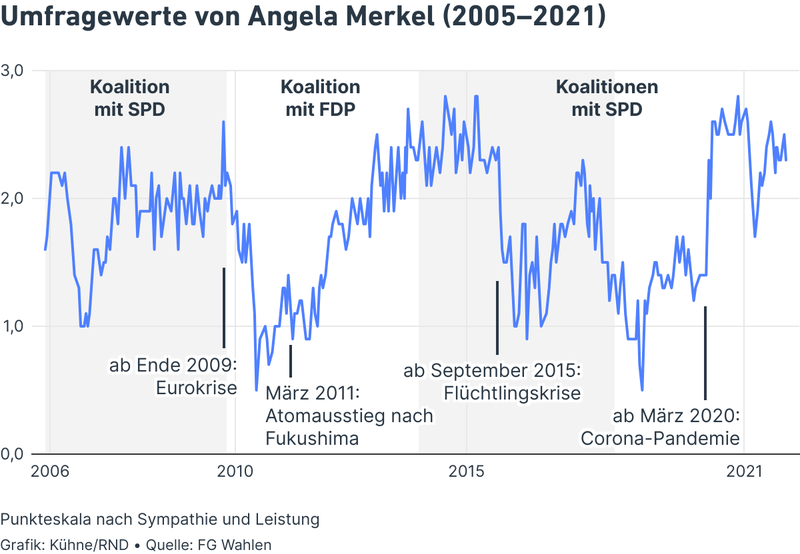 Umfragewerte von Angela Merkel (2005–2021)
3,0
Koalition
mit SPD
Koalition
mit FDP
Koalitionen
mit SPD
2,0
1,0
ab Ende 2009:
Eurokrise
März 2011:
Atomausstieg nach
Fukushima
ab September 2015:
Flüchtlingskrise
ab März 2020:
Corona-Pandemie
0,0
2006
2010
2015
2021
Punkteskala nach Sympathie und Leistung
Grafik: Kühne/RND • Quelle: FG Wahlen